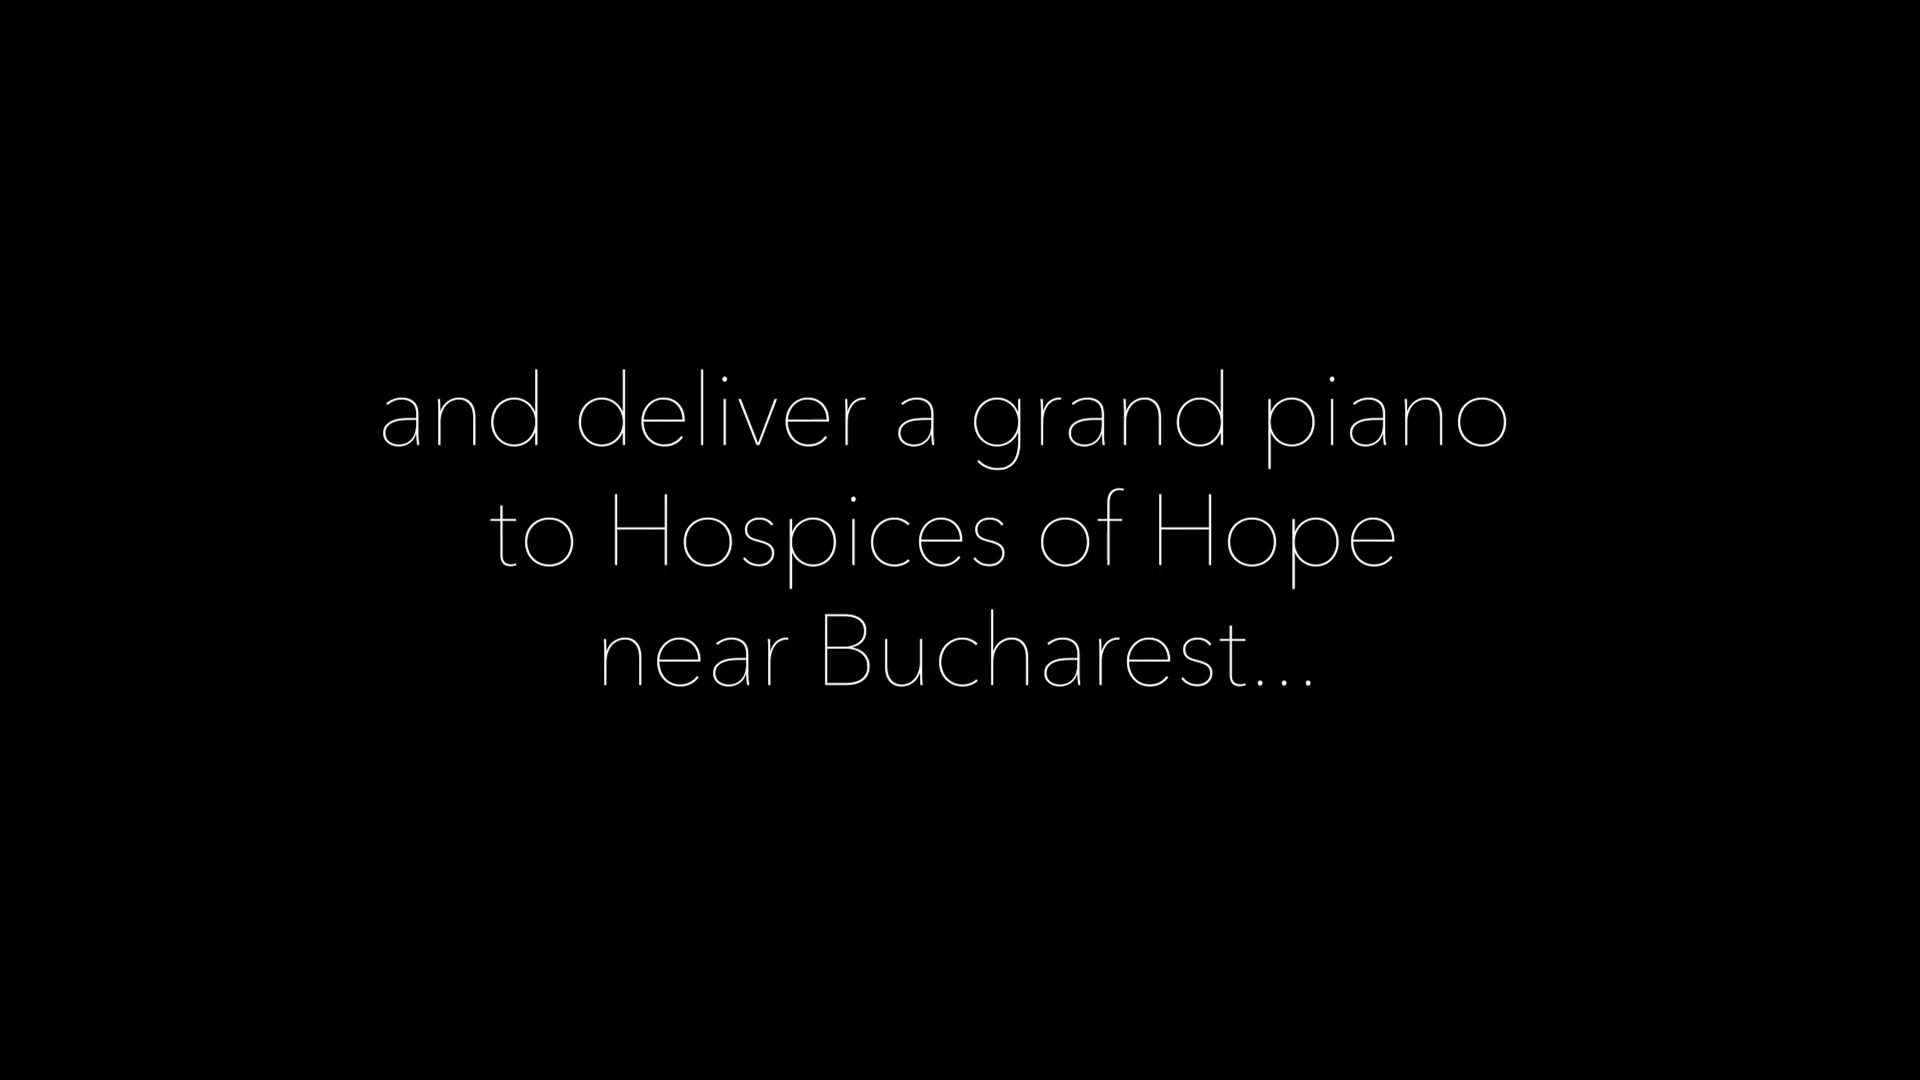 and deliver a grand piano
to Hospices of Hope
near Bucharest...